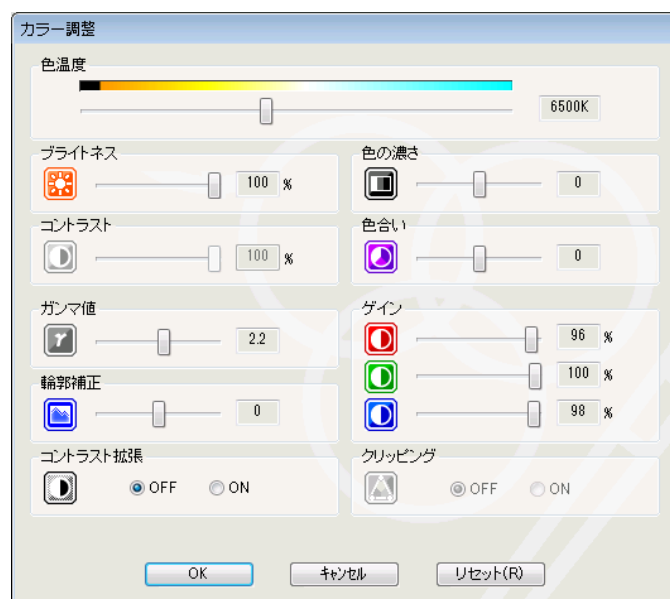 カラー調整
色温度
6500K
ブライトネス
100 %
色の濃さ
0
コントラスト
100 %
色合い
0
ガンマ値
γ
2.2
ゲイン
96 %
100 %
98 %
輪郭補正
0
コントラスト拡張
OFF ON
クリッピング
OFF ON
OK キャンセル リセット(R)